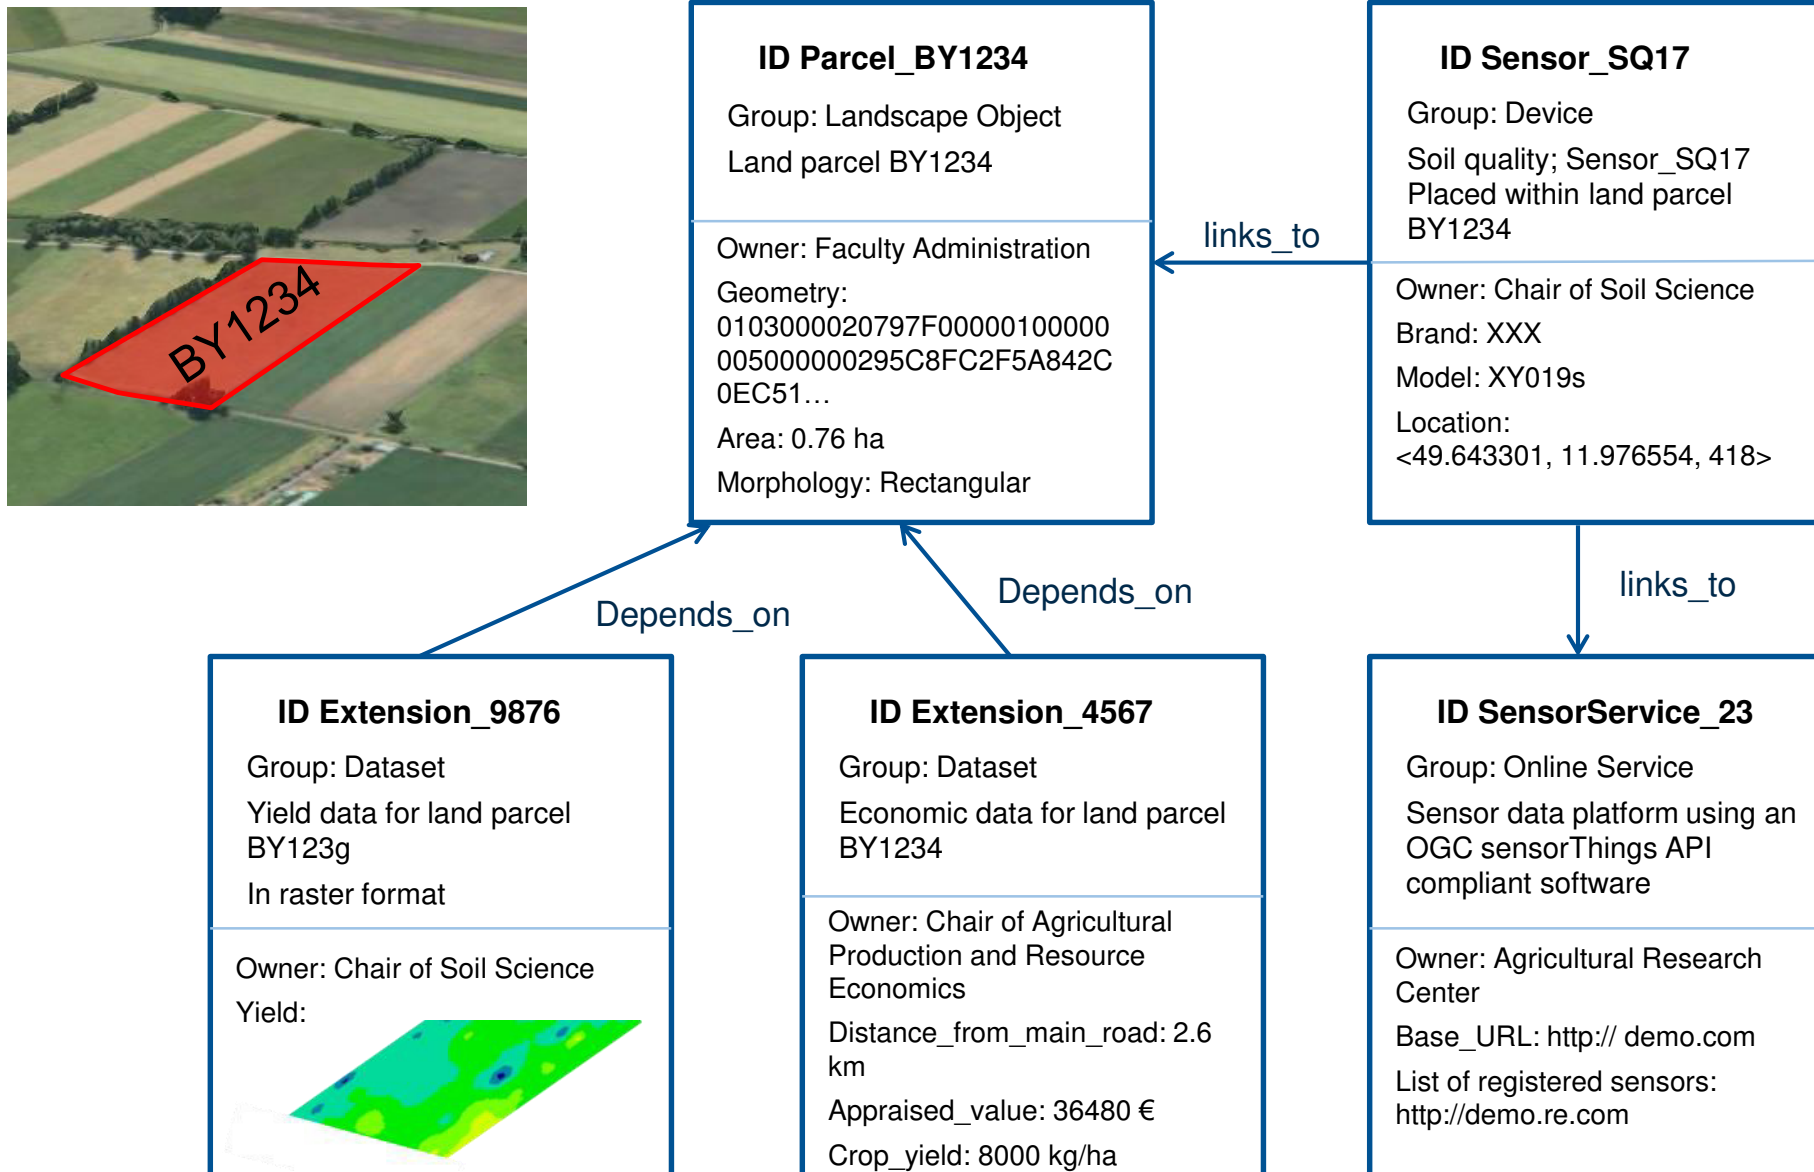 BY1234
ID Parcel_BY1234
Group: Landscape Object
Land parcel BY1234
Owner: Faculty Administration
Geometry:
0103000020797F00000100000
005000000295C8FC2F5A842C
0EC51…
Area: 0.76 ha
Morphology: Rectangular
links_to
ID Sensor_SQ17
Group: Device
Soil quality; Sensor_SQ17
Placed within land parcel
BY1234
Owner: Chair of Soil Science
Brand: XXX
Model: XY019s
Location:
<49.643301, 11.976554, 418>
Depends_on
Depends_on
links_to
ID Extension_9876
Group: Dataset
Yield data for land parcel
BY123g
In raster format
Owner: Chair of Soil Science
Yield:
ID Extension_4567
Group: Dataset
Economic data for land parcel
BY1234
Owner: Chair of Agricultural
Production and Resource
Economics
Distance_from_main_road: 2.6
km
Appraised_value: 36480 €
Crop_yield: 8000 kg/ha
ID SensorService_23
Group: Online Service
Sensor data platform using an
OGC sensorThings API
compliant software
Owner: Agricultural Research
Center
Base_URL: http:// demo.com
List of registered sensors:
http://demo.re.com